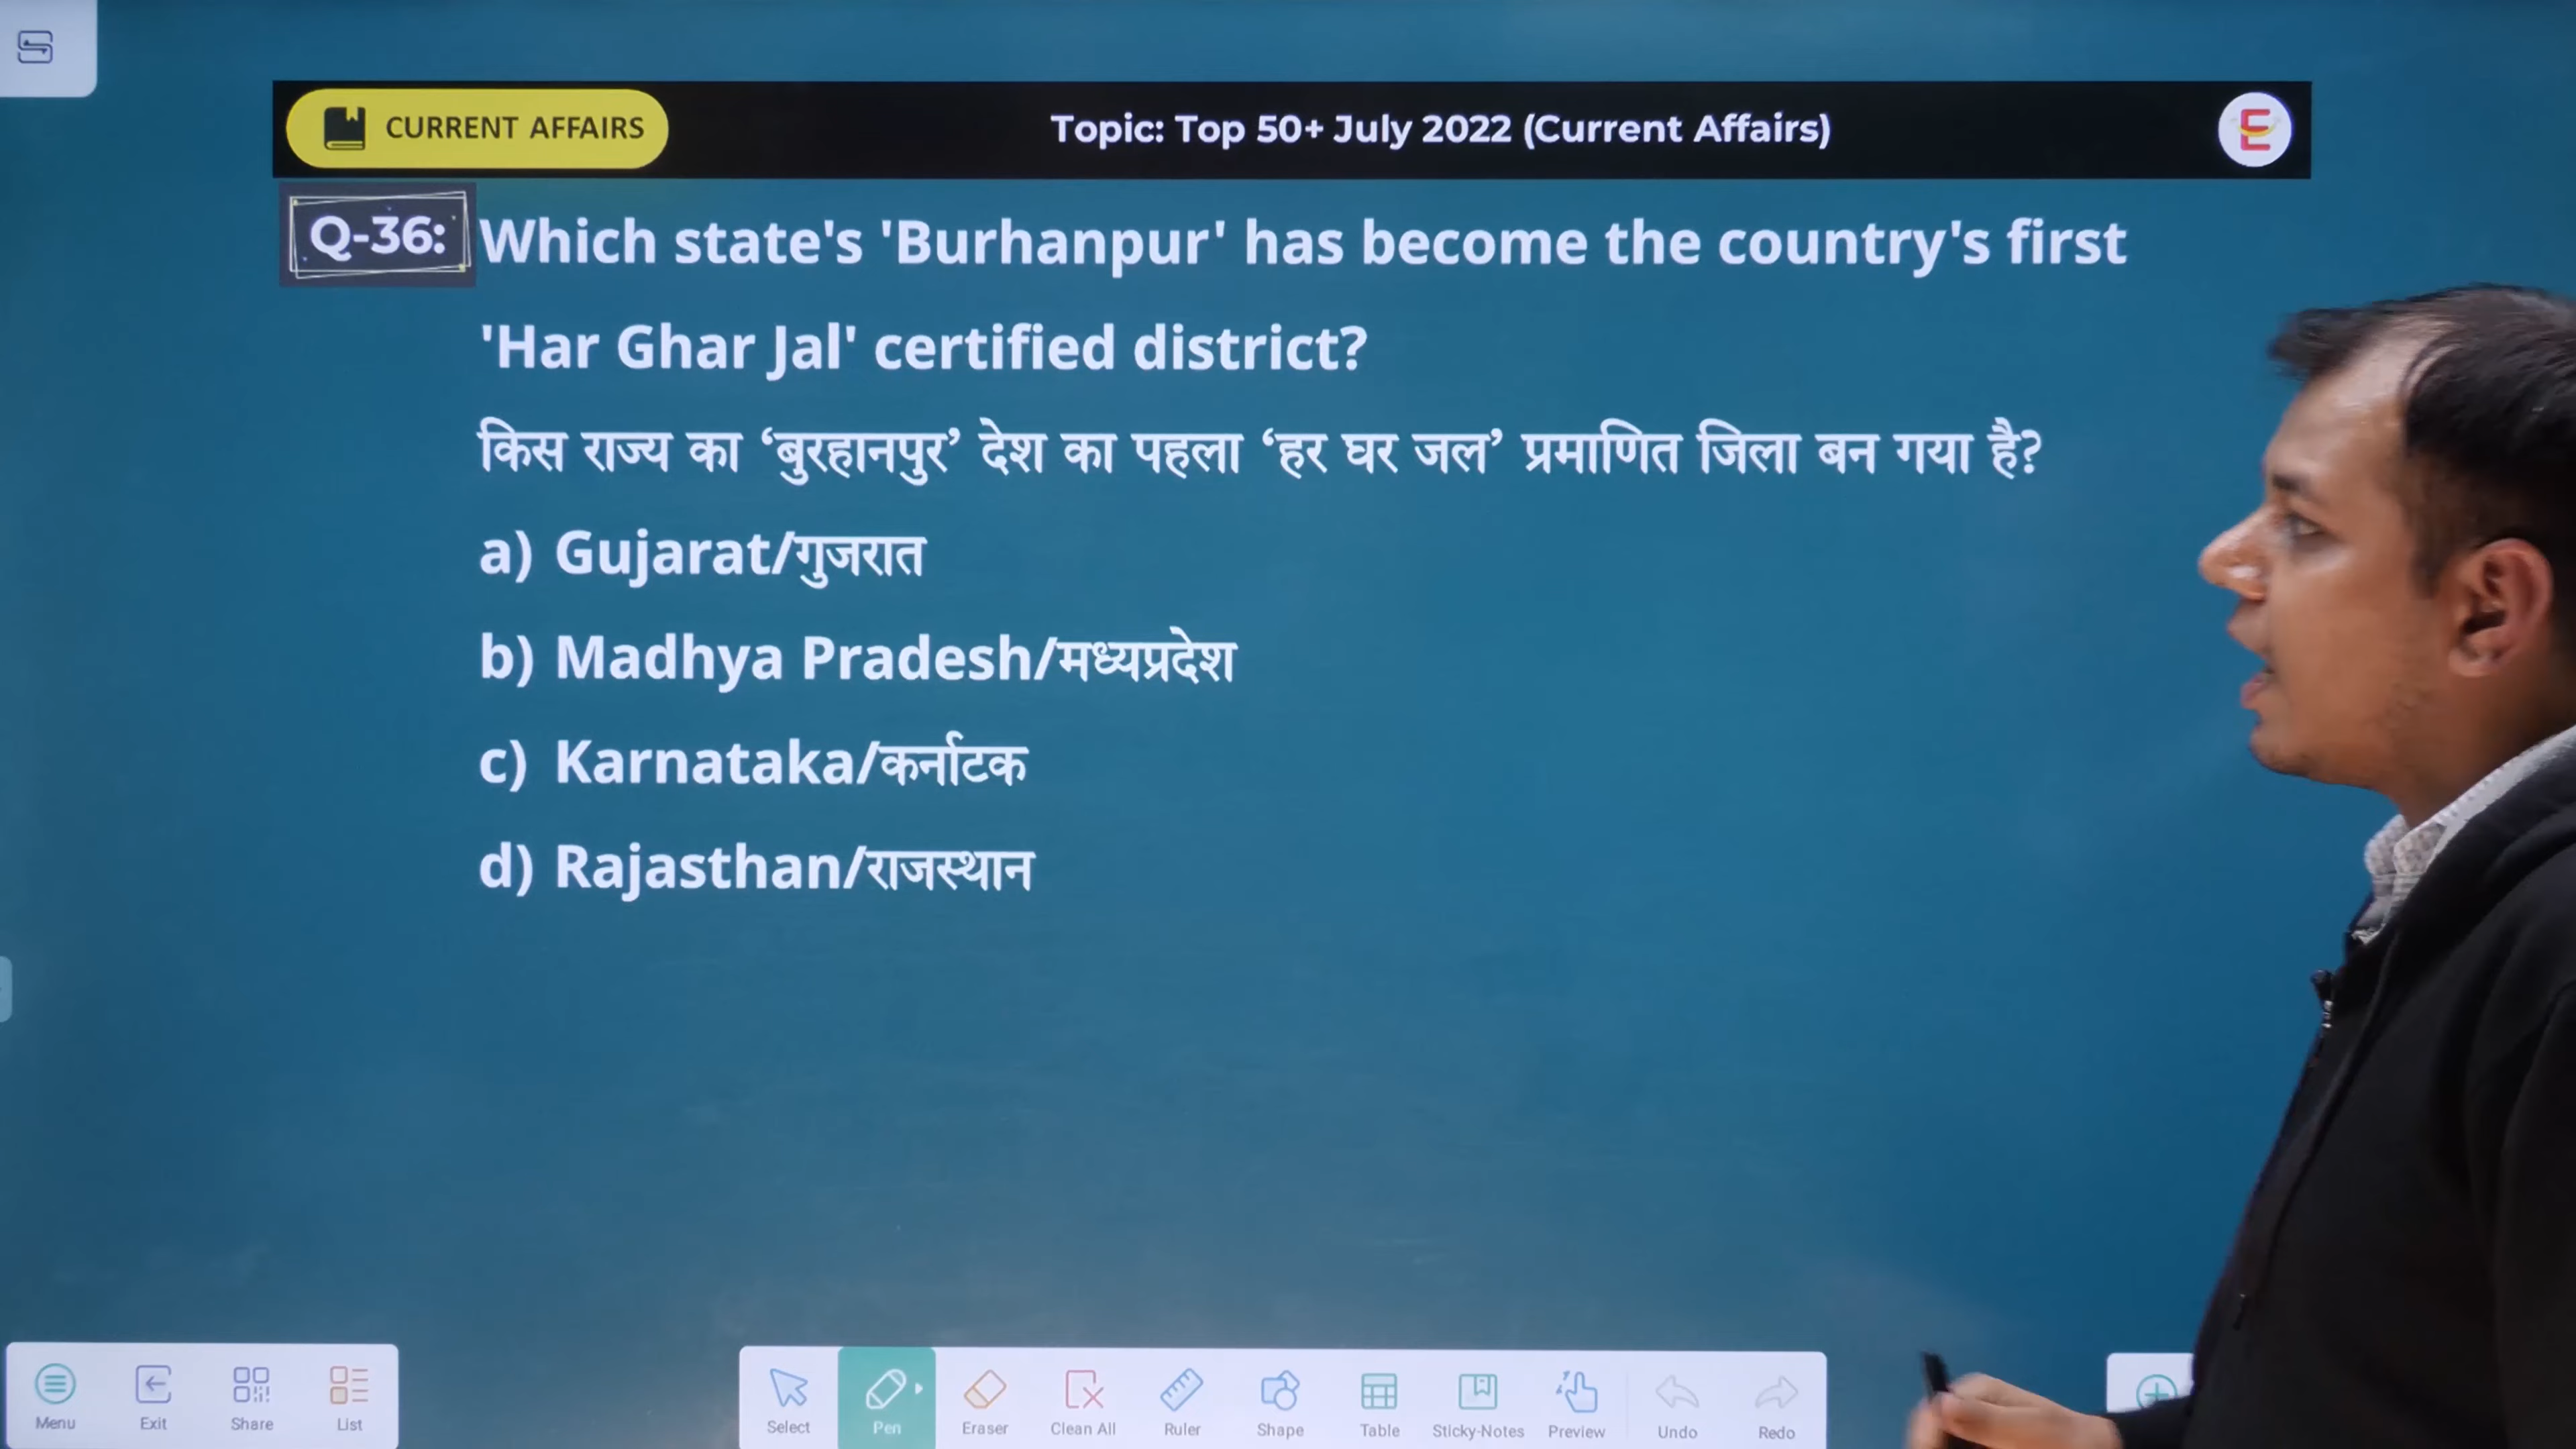 CURRENT AFFAIRS
Topic: Top 50+ July 2022 (Current Affairs)
E
Q-36: Which state's 'Burhanpur' has become the country's first
'Har Ghar Jal' certified district?
किस राज्य का ‘बुरहानपुर’ देश का पहला ‘हर घर जल’ प्रमाणित जिला बन गया है?
a) Gujarat/गुजरात
b) Madhya Pradesh/मध्यप्रदेश
c) Karnataka/कर्नाटक
d) Rajasthan/राजस्थान
Menu Exit Share List
Select Pen Eraser Clean All Ruler Shape Table Sticky-Notes Preview Undo Redo